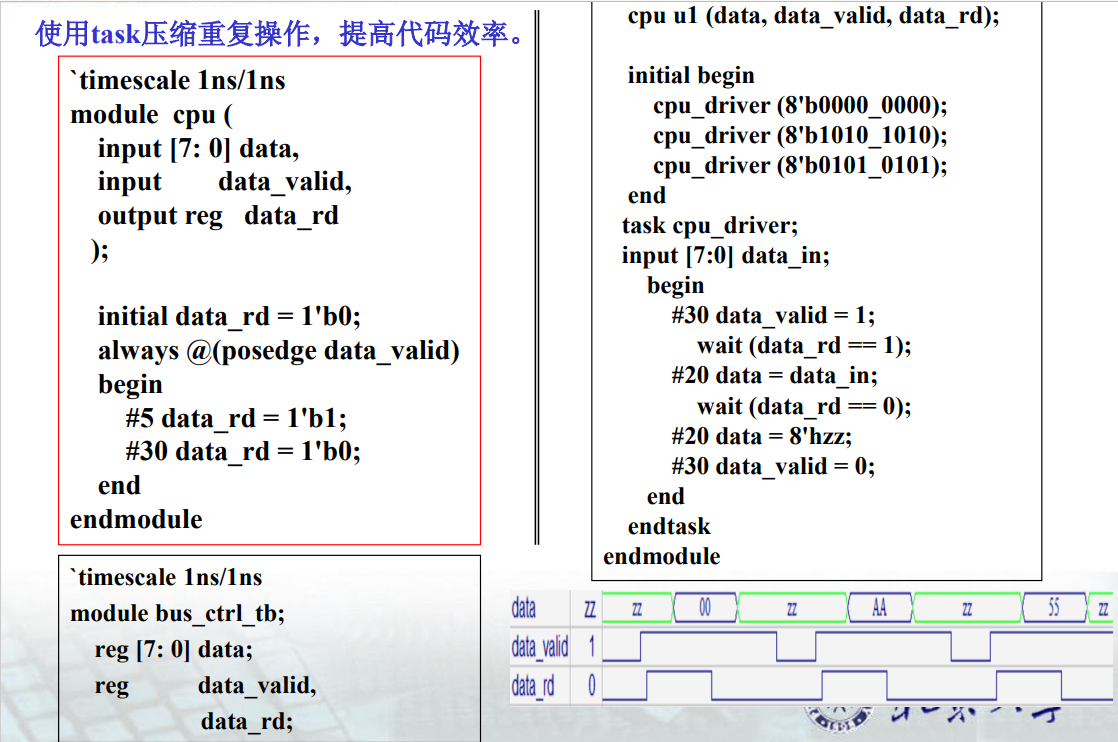 使用task压缩重复操作，提高代码效率。
`timescale 1ns/1ns
module cpu (
input [7: 0] data,
input data_valid,
output reg data_rd
);
initial data_rd = 1'b0;
always @(posedge data_valid)
begin
#5 data_rd = 1'b1;
#30 data_rd = 1'b0;
end
endmodule
`timescale 1ns/1ns
module bus_ctrl_tb;
reg [7: 0] data;
reg data_valid,
data_rd;
cpu u1 (data, data_valid, data_rd);
initial begin
cpu_driver (8'b0000_0000);
cpu_driver (8'b1010_1010);
cpu_driver (8'b0101_0101);
end
task cpu_driver;
input [7:0] data_in;
begin
#30 data_valid = 1;
wait (data_rd == 1);
#20 data = data_in;
wait (data_rd == 0);
#20 data = 8'hzz;
#30 data_valid = 0;
end
endtask
endmodule
data zz zz 00 zz AA zz 55 zz
data_valid 1
data_rd 0